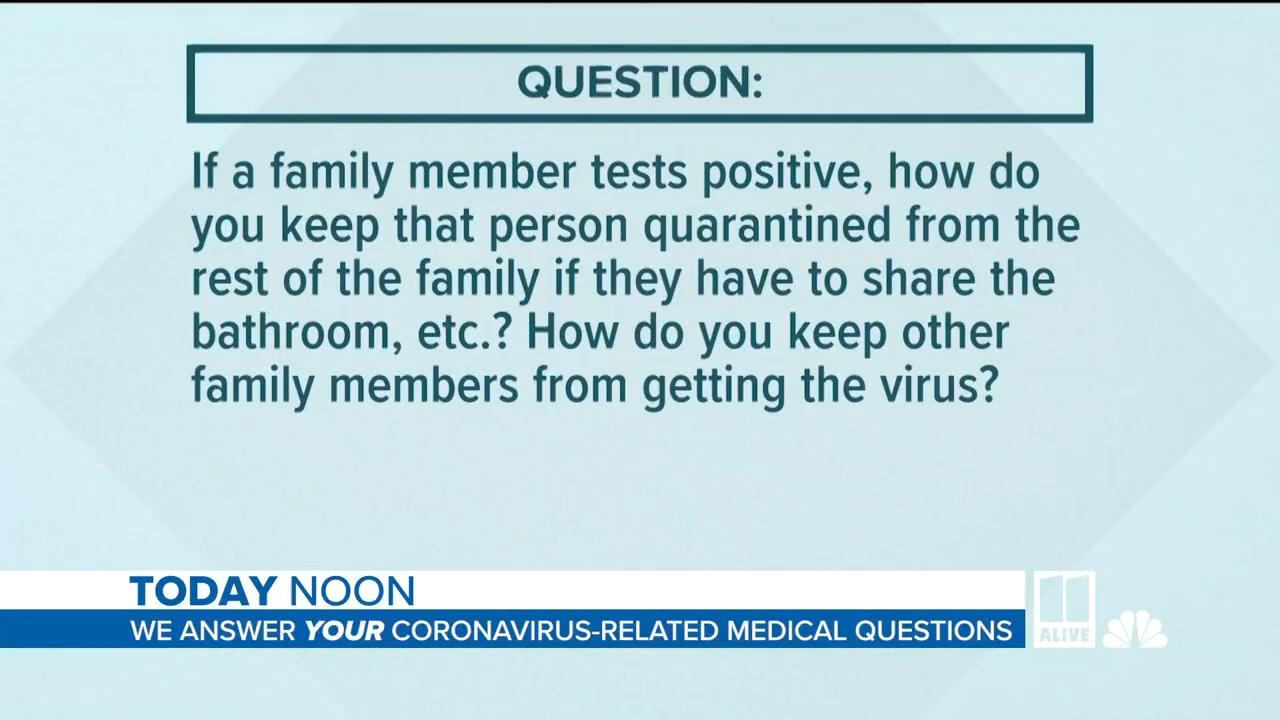 QUESTION:
If a family member tests positive, how do
you keep that person quarantined from the
rest of the family if they have to share the
bathroom, etc.? How do you keep other
family members from getting the virus?
TODAY NOON
WE ANSWER YOUR CORONAVIRUS-RELATED MEDICAL QUESTIONS
11
ALIVE